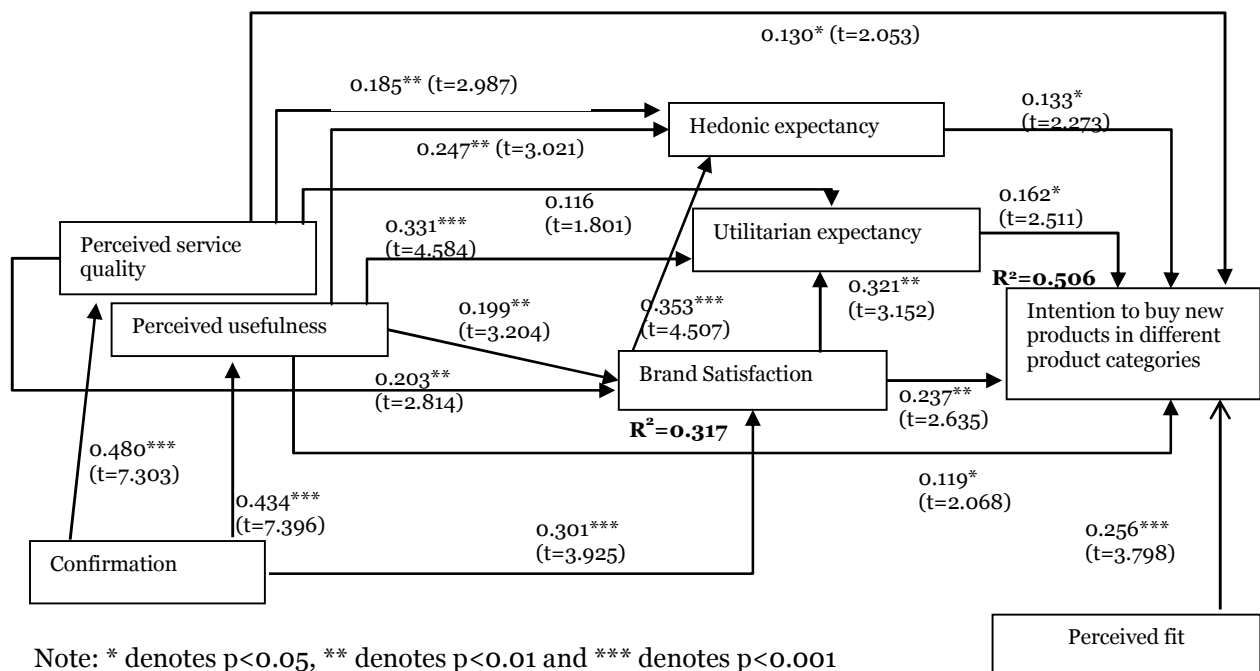 0.130* (t=2.053)
0.185** (t=2.987)
Hedonic expectancy
0.133*
(t=2.273)
0.247** (t=3.021)
0.116
(t=1.801)
0.162*
(t=2.511)
0.331***
(t=4.584)
Utilitarian expectancy
Perceived service
quality
R²=0.506
0.321**
(t=3.152)
0.199**
(t=3.204)
0.353***
(t=4.507)
Perceived usefulness
Intention to buy new
products in different
product categories
Brand Satisfaction
0.203**
(t=2.814)
0.237**
(t=2.635)
R²=0.317
0.480***
(t=7.303)
0.434***
(t=7.396)
0.119*
(t=2.068)
0.301***
(t=3.925)
0.256***
(t=3.798)
Confirmation
Perceived fit
Note: * denotes p<0.05, ** denotes p<0.01 and *** denotes p<0.001